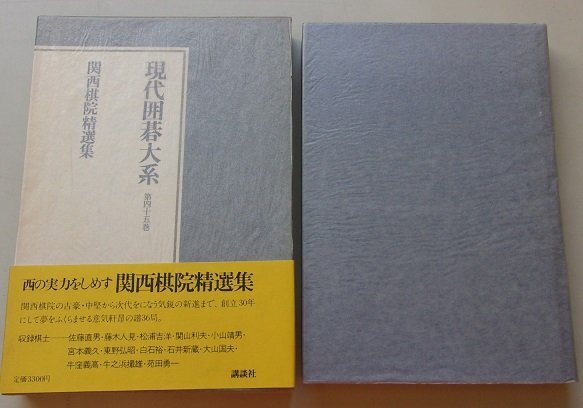 現代囲碁大系 第四十五巻
関西棋院精選集
西の実力をしめす関西棋院精選集
関西棋院の古豪・中堅から次代をになう気鋭の新進まで、創立30年
にして夢をふくらませる意気軒昂の譜36局。
収録棋士――佐藤直男・藤木人見・松浦吉洋・関山利夫・小山靖男・
宮本義久・東野弘昭・白石裕・石井新蔵・大山国夫・
牛窪義高・牛之浜撮雄・苑田勇一
定価3300円
講談社